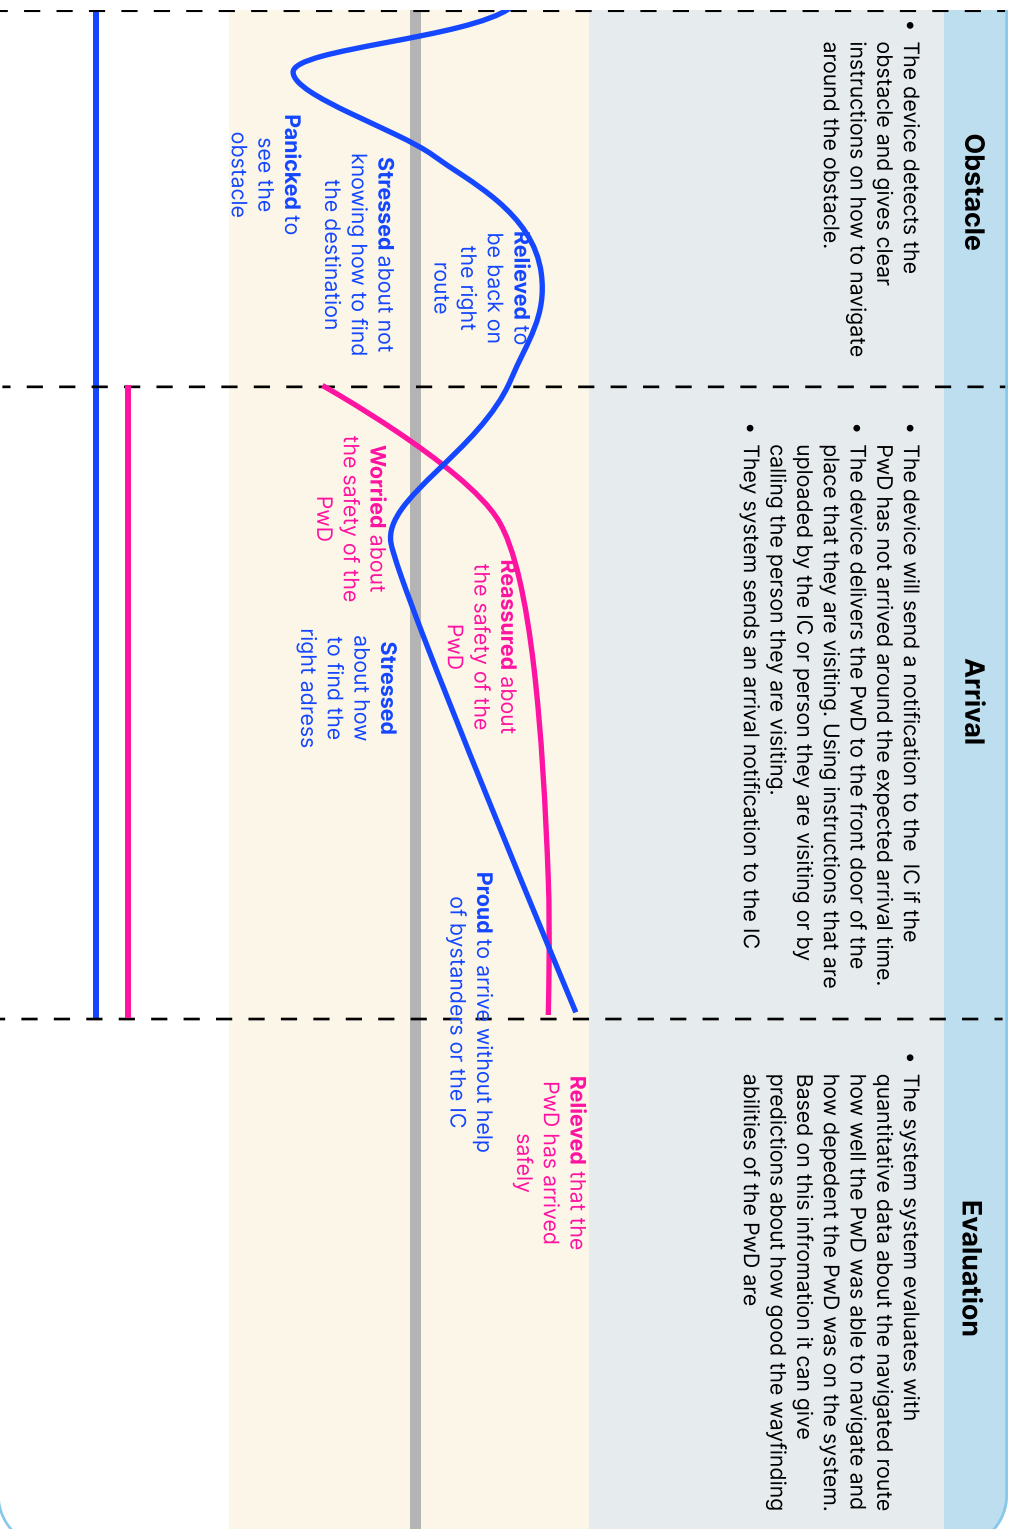 Obstacle
• The device detects the
obstacle and gives clear
instructions on how to navigate
around the obstacle.
Relieved to
be back on
the right
route
Stressed about not
knowing how to find
the destination
Panicked to
see the
obstacle
Arrival
• The device will send a notification to the  IC if the
PwD has not arrived around the expected arrival time.
• The device delivers the PwD to the front door of the
place that they are visiting. Using instructions that are
uploaded by the IC or person they are visiting or by
calling the person they are visiting.
• They system sends an arrival notification to the IC
Reassured about
the safety of the
PwD
Worried about
the safety of the
PwD
Stressed
about how
to find the
right adress
Proud to arrive without help
of bystanders or the IC
Evaluation
• The system system evaluates with
quantitative data about the navigated route
how well the PwD was able to navigate and
how depedent the PwD was on the system.
Based on this infromation it can give
predictions about how good the wayfinding
abilities of the PwD are
Relieved that the
PwD has arrived
safely